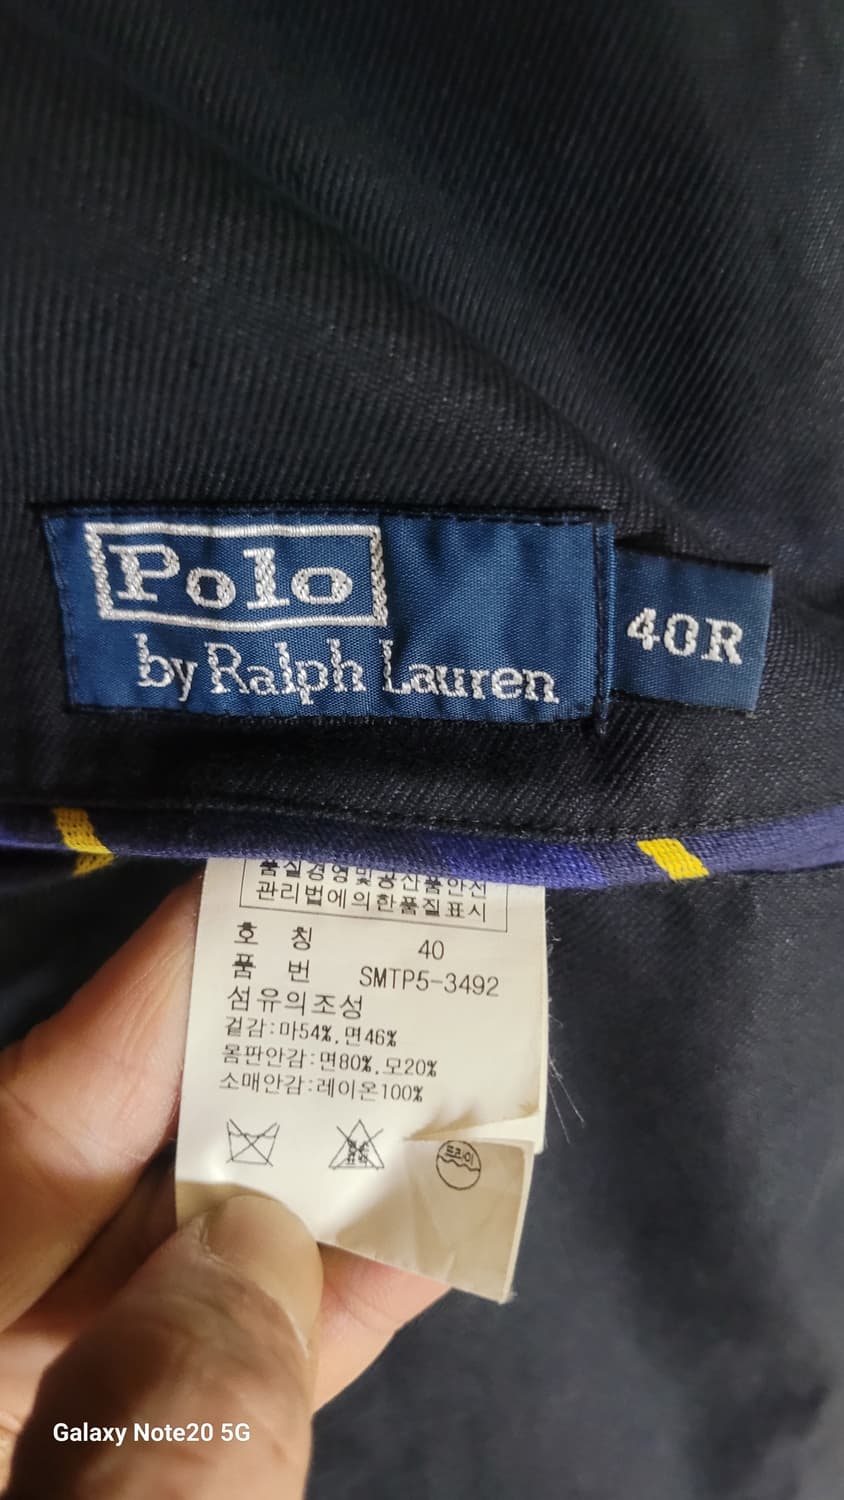 Polo
by Ralph Lauren
40R
품질경영및공산품안전
관리법에의한품질표시
호 칭 40
품 번 SMTP5-3492
섬유의조성
겉감:마54%,면46%
몸판안감:면80%,모20%
소매안감:레이온100%
드라이
Galaxy Note20 5G